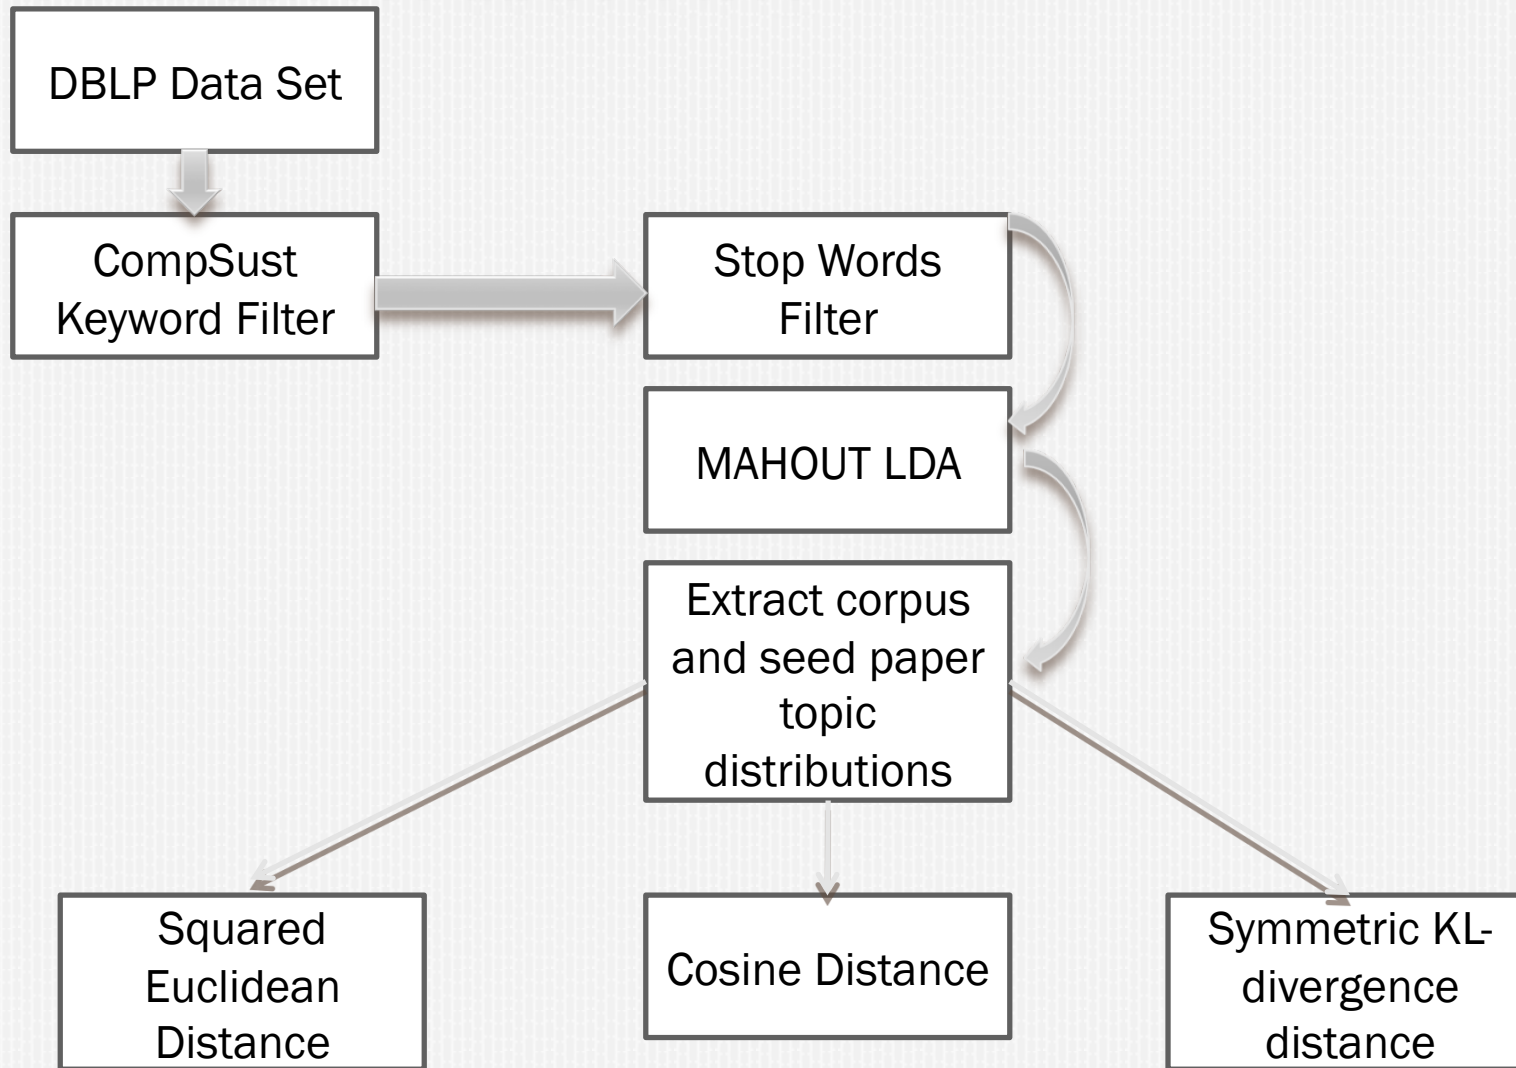 DBLP Data Set
CompSust
Keyword Filter
Stop Words
Filter
MAHOUT LDA
Extract corpus
and seed paper
topic
distributions
Squared
Euclidean
Distance
Cosine Distance
Symmetric KL-
divergence
distance